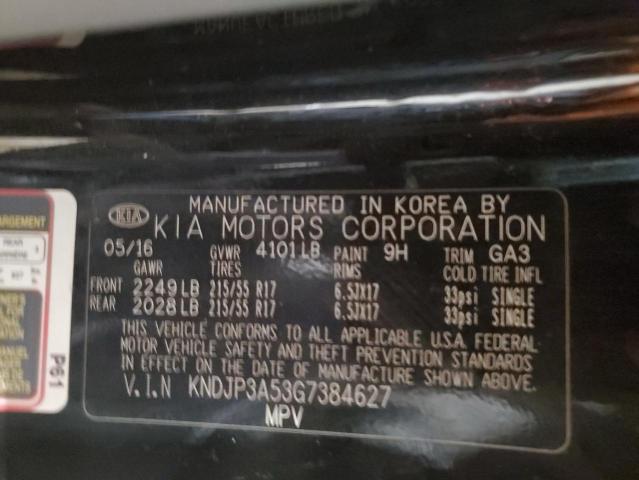 MANUFACTURED IN KOREA BY
KIA KIA MOTORS CORPORATION
05/16 GVWR 4101LB PAINT 9H TRIM GA3
GAWR TIRES RIMS COLD TIRE INFL
FRONT 2249LB 215/55 R17 6.5JX17 33psi SINGLE
REAR 2028LB 215/55 R17 6.5JX17 33psi SINGLE
THIS VEHICLE CONFORMS TO ALL APPLICABLE U.S.A. FEDERAL
MOTOR VEHICLE SAFETY AND THEFT PREVENTION STANDARDS
IN EFFECT ON THE DATE OF MANUFACTURE SHOWN ABOVE.
V.I.N KNDJP3A53G7384627
MPV
P61